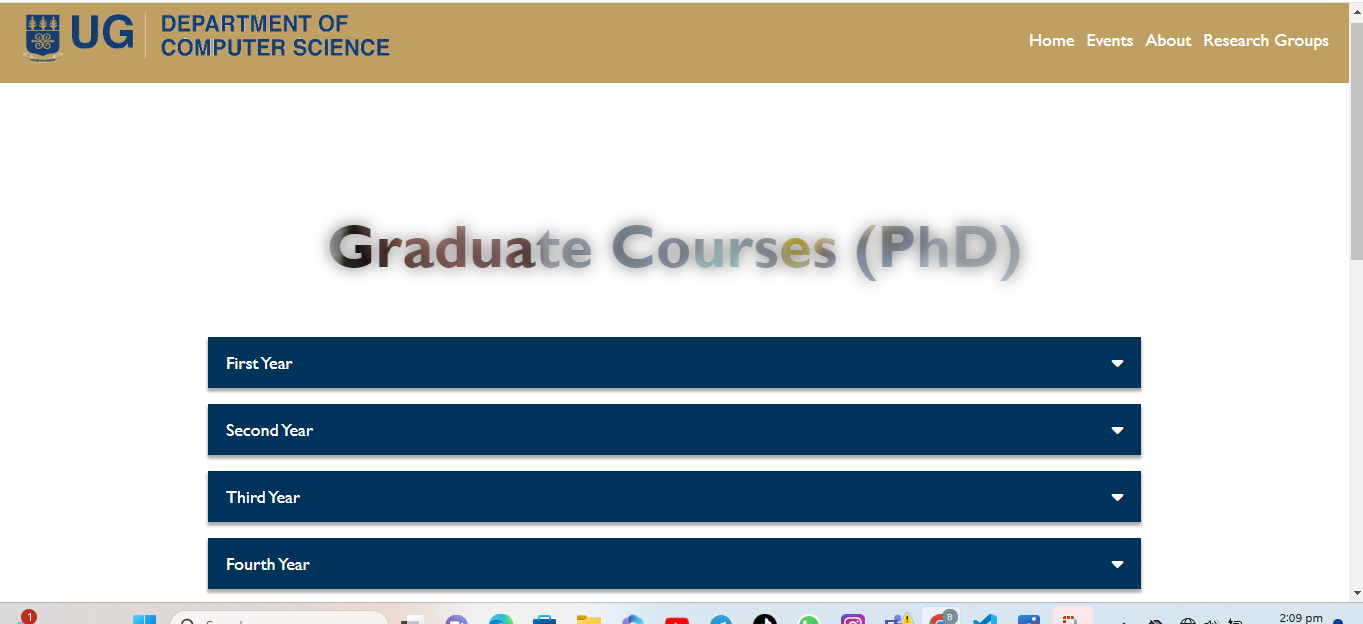 UG
DEPARTMENT OF
COMPUTER SCIENCE
Home Events About Research Groups
Graduate Courses (PhD)
First Year
Second Year
Third Year
Fourth Year
1
B
2:09 pm